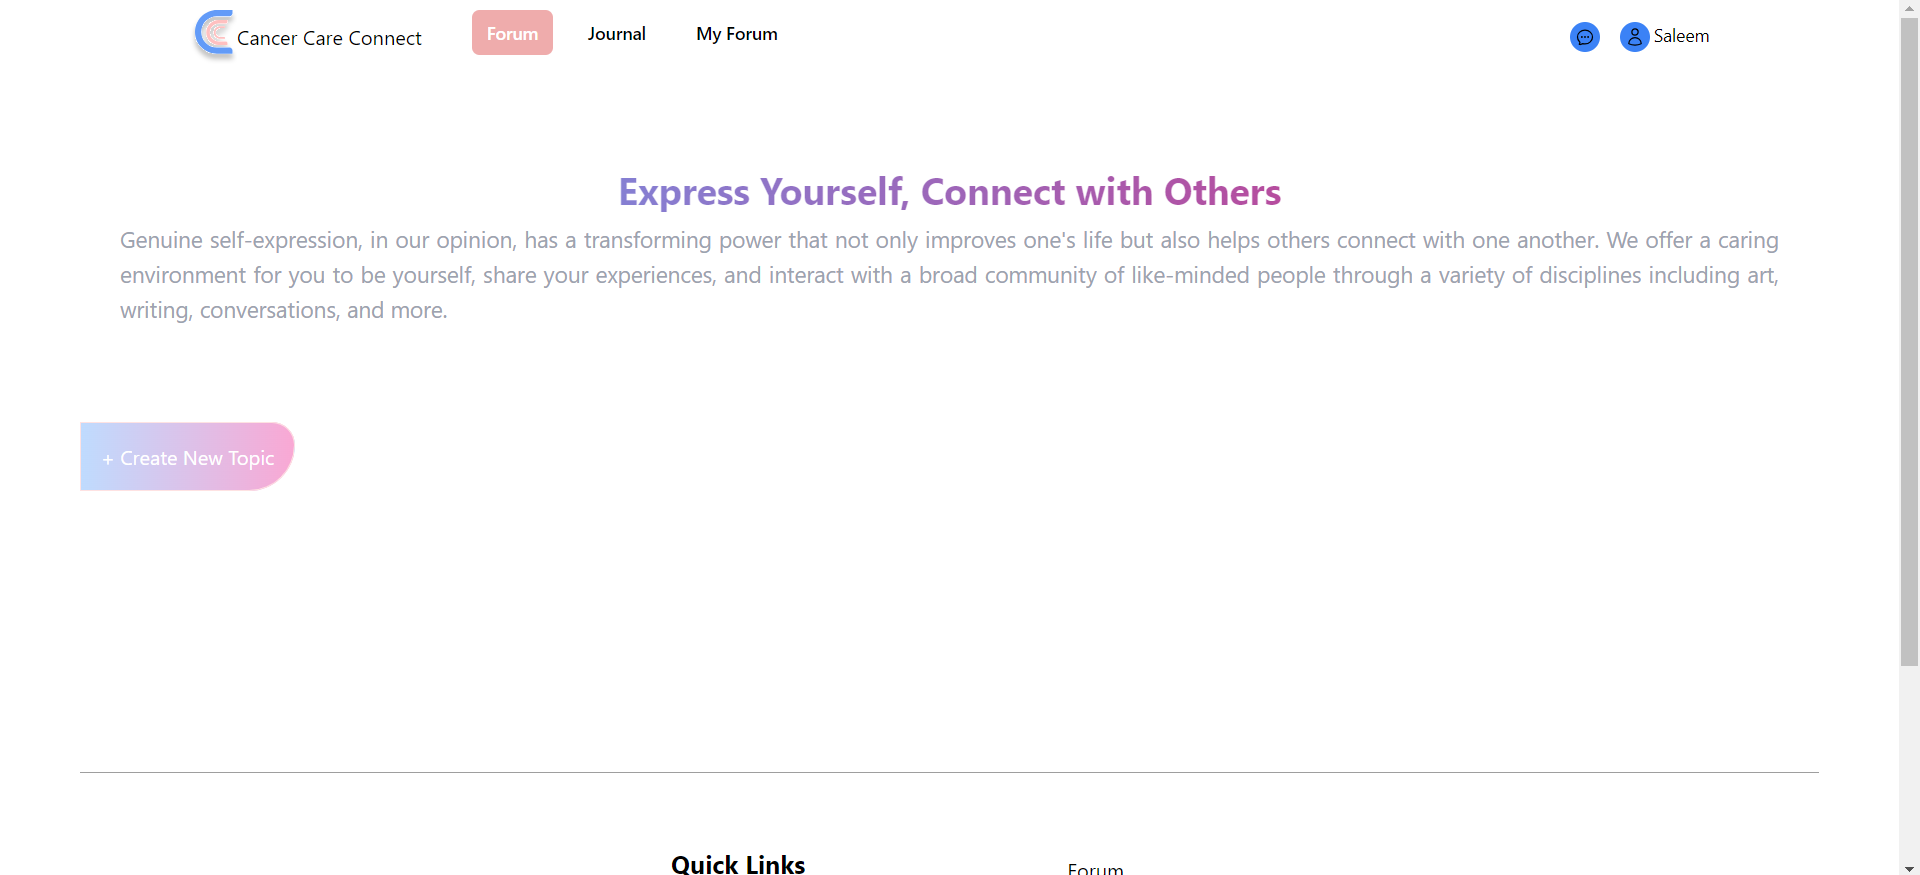 Cancer Care Connect
Forum
Journal
My Forum
Saleem
Express Yourself, Connect with Others
Genuine self-expression, in our opinion, has a transforming power that not only improves one's life but also helps others connect with one another. We offer a caring
environment for you to be yourself, share your experiences, and interact with a broad community of like-minded people through a variety of disciplines including art,
writing, conversations, and more.
+ Create New Topic
Quick Links
Forum